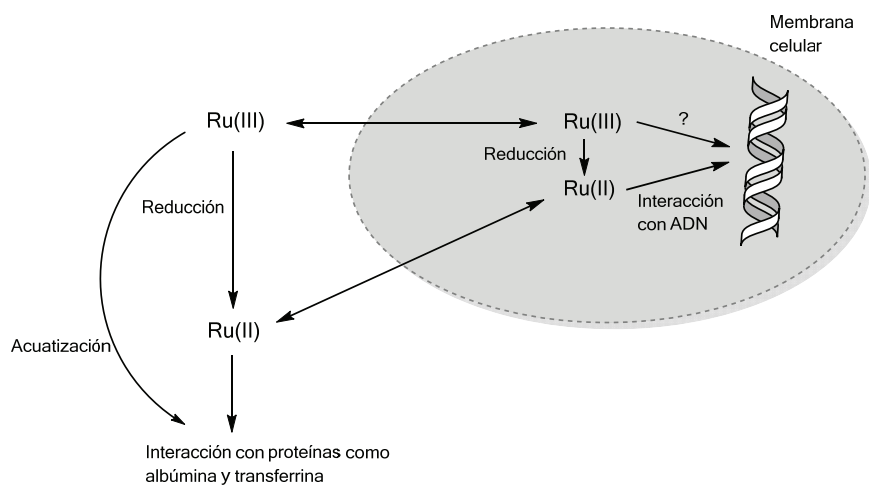 Membrana
celular
Ru(III)
Ru(III)
?
Reducción
Ru(II)
Reducción
Interacción
con ADN
Ru(II)
Acuatización
Interacción con proteínas como
albúmina y transferrina